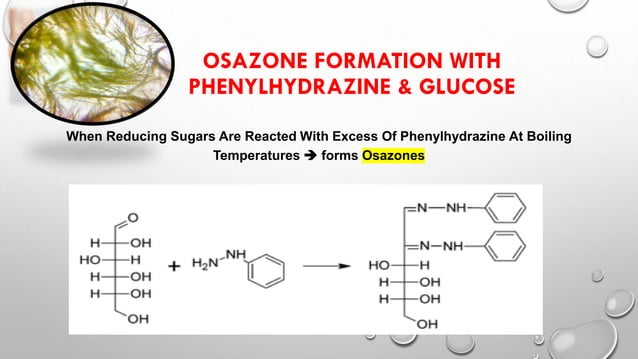 OSAZONE FORMATION WITH
PHENYLHYDRAZINE & GLUCOSE
When Reducing Sugars Are Reacted With Excess Of Phenylhydrazine At Boiling
Temperatures ➔ forms Osazones
O
H OH
HO H
H OH
H OH
OH
+
H₂N NH
N NH
N NH
HO H
H OH
H OH
OH